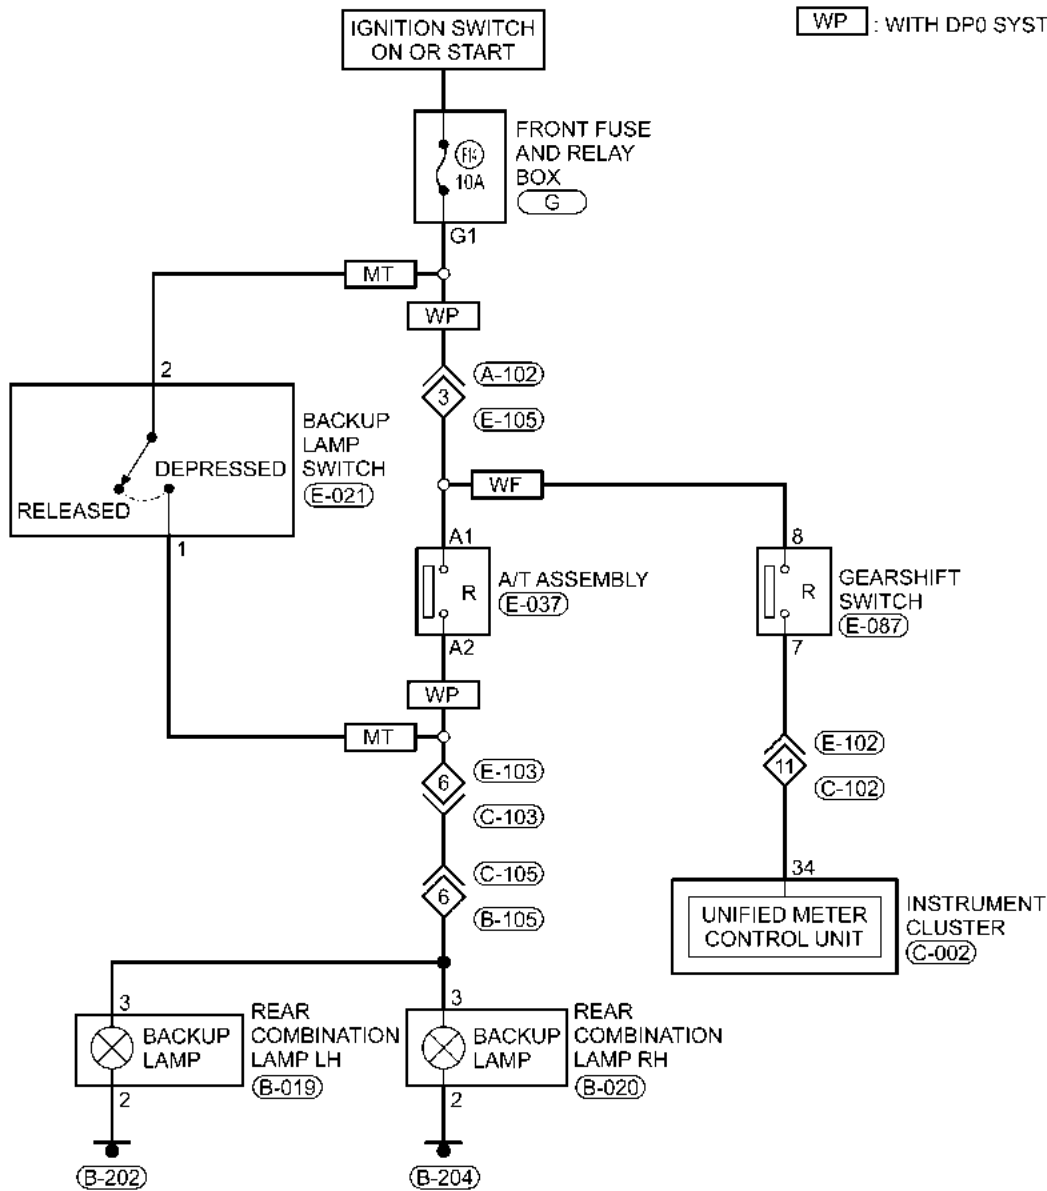 IGNITION SWITCH
ON OR START
WP : WITH DP0 SYST
FRONT FUSE
AND RELAY
BOX
G
F14
10A
G1
MT
WP
2
A-102
3
E-105
BACKUP
LAMP
SWITCH
E-021
DEPRESSED
RELEASED
1
WF
A1
R
A/T ASSEMBLY
E-037
A2
8
R
GEARSHIFT
SWITCH
E-087
7
WP
MT
6
E-103
C-103
E-102
11
C-102
C-105
6
B-105
34
UNIFIED METER
CONTROL UNIT
INSTRUMENT
CLUSTER
C-002
3
BACKUP
LAMP
REAR
COMBINATION
LAMP LH
B-019
2
B-202
3
BACKUP
LAMP
REAR
COMBINATION
LAMP RH
B-020
2
B-204